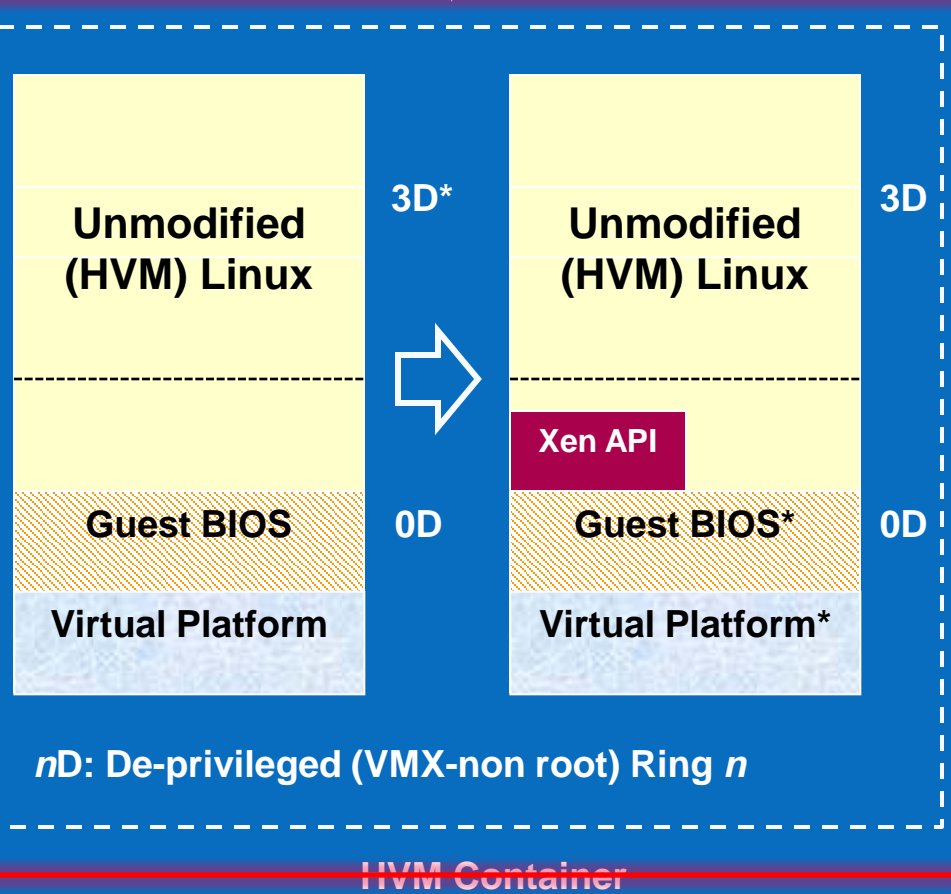 Unmodified
(HVM) Linux
3D*
Guest BIOS
0D
Virtual Platform
Unmodified
(HVM) Linux
3D
Xen API
Guest BIOS*
0D
Virtual Platform*
nD: De-privileged (VMX-non root) Ring n
HVM Container